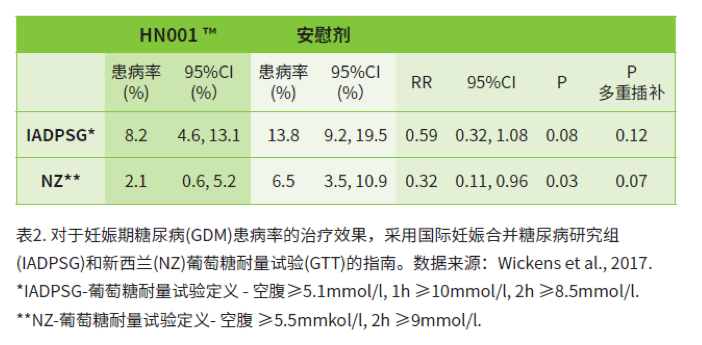 HN001 ™ 安慰剂
患病率 95%CI 患病率 95%CI RR 95%CI P P
(%) (%) (%) (%) 多重插补
IADPSG* 8.2 4.6, 13.1 13.8 9.2, 19.5 0.59 0.32, 1.08 0.08 0.12
NZ** 2.1 0.6, 5.2 6.5 3.5, 10.9 0.32 0.11, 0.96 0.03 0.07
表2. 对于妊娠期糖尿病(GDM)患病率的治疗效果，采用国际妊娠合并糖尿病研究组
(IADPSG)和新西兰(NZ)葡萄糖耐量试验(GTT)的指南。数据来源：Wickens et al., 2017.
*IADPSG-葡萄糖耐量试验定义 - 空腹≥5.1mmol/l, 1h ≥10mmol/l, 2h ≥8.5mmol/l.
**NZ-葡萄糖耐量试验定义- 空腹 ≥5.5mmkol/l, 2h ≥9mmol/l.